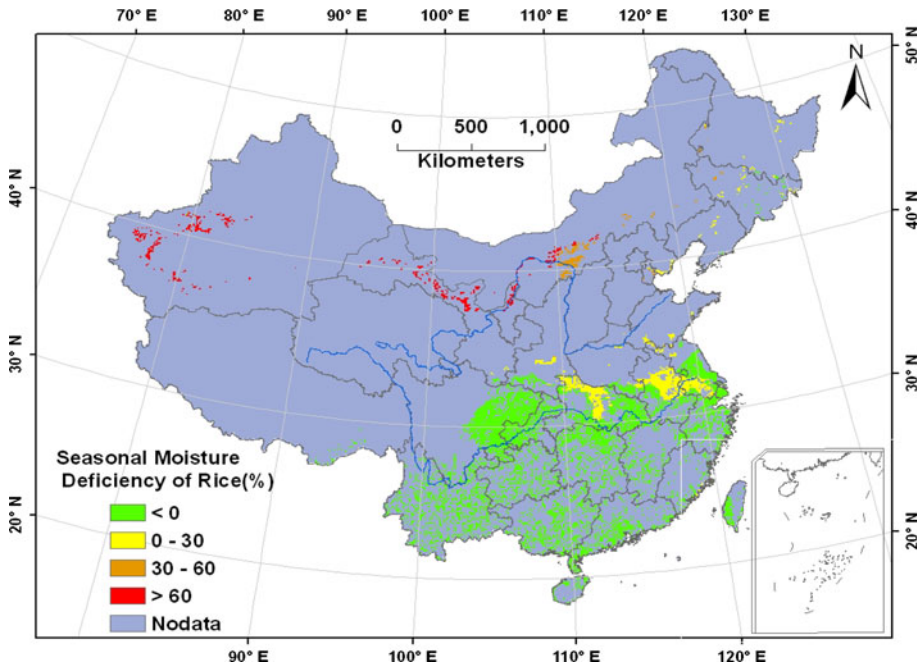 70° E 80° E 90° E 100° E 110° E 120° E 130° E
50° N
40° N
30° N
20° N
N
0 500 1,000
Kilometers
40° N
30° N
20° N
Seasonal Moisture
Deficiency of Rice(%)
< 0
0 - 30
30 - 60
> 60
Nodata
90° E 100° E 110° E 120° E